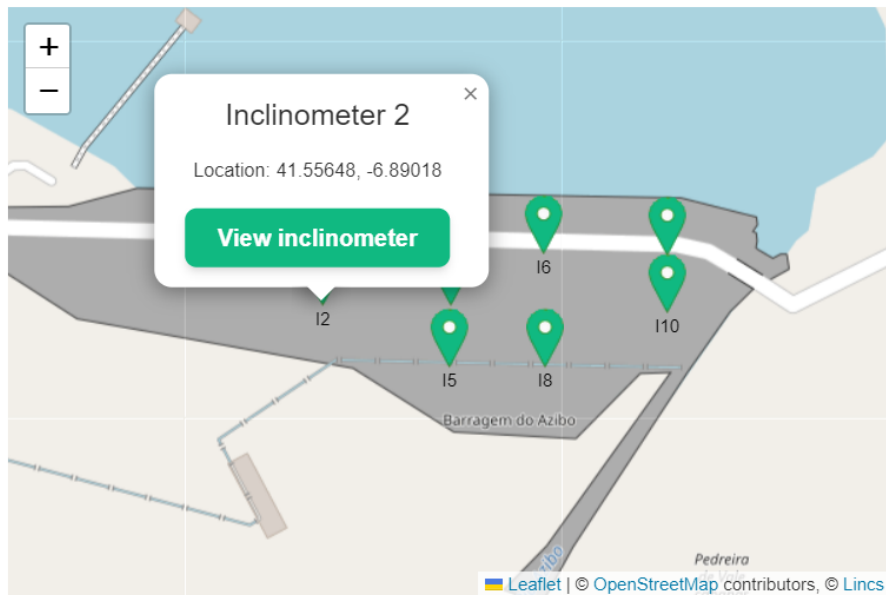 +
−
×
Inclinometer 2
Location: 41.55648, -6.89018
View inclinometer
I6
I2
I10
I5
I8
Barragem do Azibo
Pedreira
Leaflet | © OpenStreetMap contributors, © Lincs